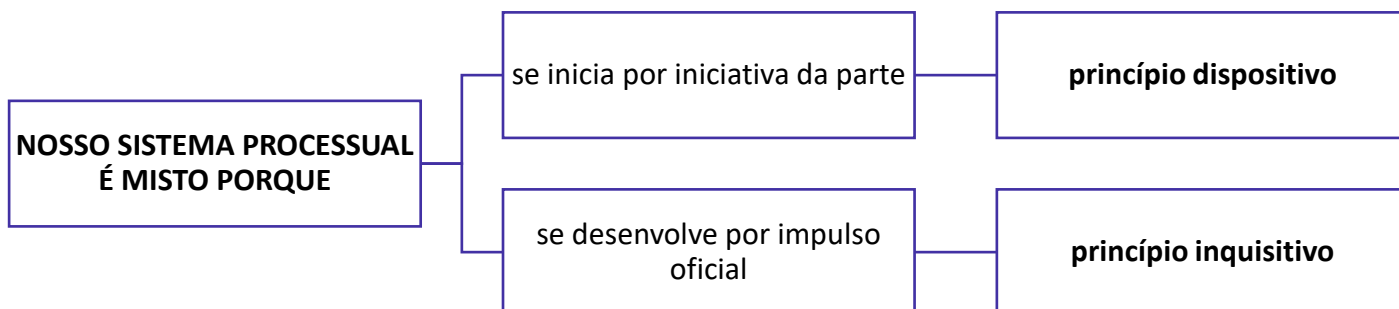 NOSSO SISTEMA PROCESSUAL
É MISTO PORQUE
se inicia por iniciativa da parte
princípio dispositivo
se desenvolve por impulso
oficial
princípio inquisitivo